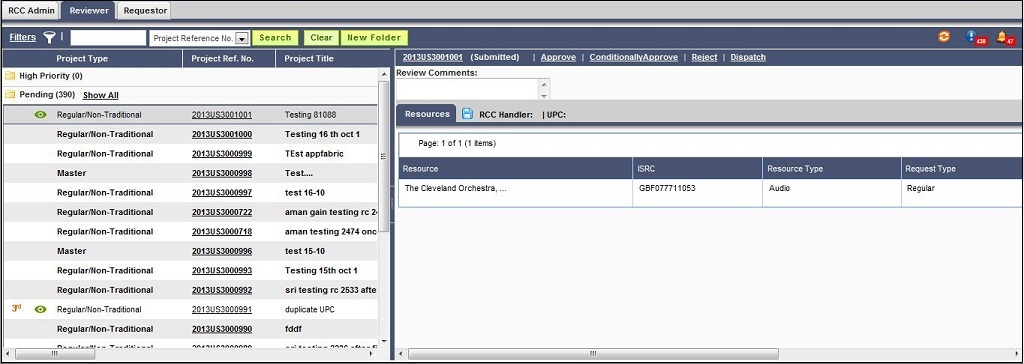 RCC Admin Reviewer Requestor
Filters Project Reference No. Search Clear New Folder 430 47
Project Type Project Ref. No. Project Title
High Priority (0)
Pending (390) Show All
Regular/Non-Traditional 2013US3001001 Testing 81088
Regular/Non-Traditional 2013US3001000 Testing 16 th oct 1
Regular/Non-Traditional 2013US3000999 TEst appfabric
Master 2013US3000998 Test....
Regular/Non-Traditional 2013US3000997 test 16-10
Regular/Non-Traditional 2013US3000722 aman gain testing rc 2
Regular/Non-Traditional 2013US3000718 aman testing 2474 onc
Master 2013US3000996 test 15-10
Regular/Non-Traditional 2013US3000993 Testing 15th oct 1
Regular/Non-Traditional 2013US3000992 sri testing rc 2533 afte
3rd Regular/Non-Traditional 2013US3000991 duplicate UPC
Regular/Non-Traditional 2013US3000990 fddf
2013US3001001 (Submitted) | Approve | ConditionallyApprove | Reject | Dispatch
Review Comments:
Resources RCC Handler: | UPC:
Page: 1 of 1 (1 items)
Resource ISRC Resource Type Request Type
The Cleveland Orchestra, ... GBF077711053 Audio Regular